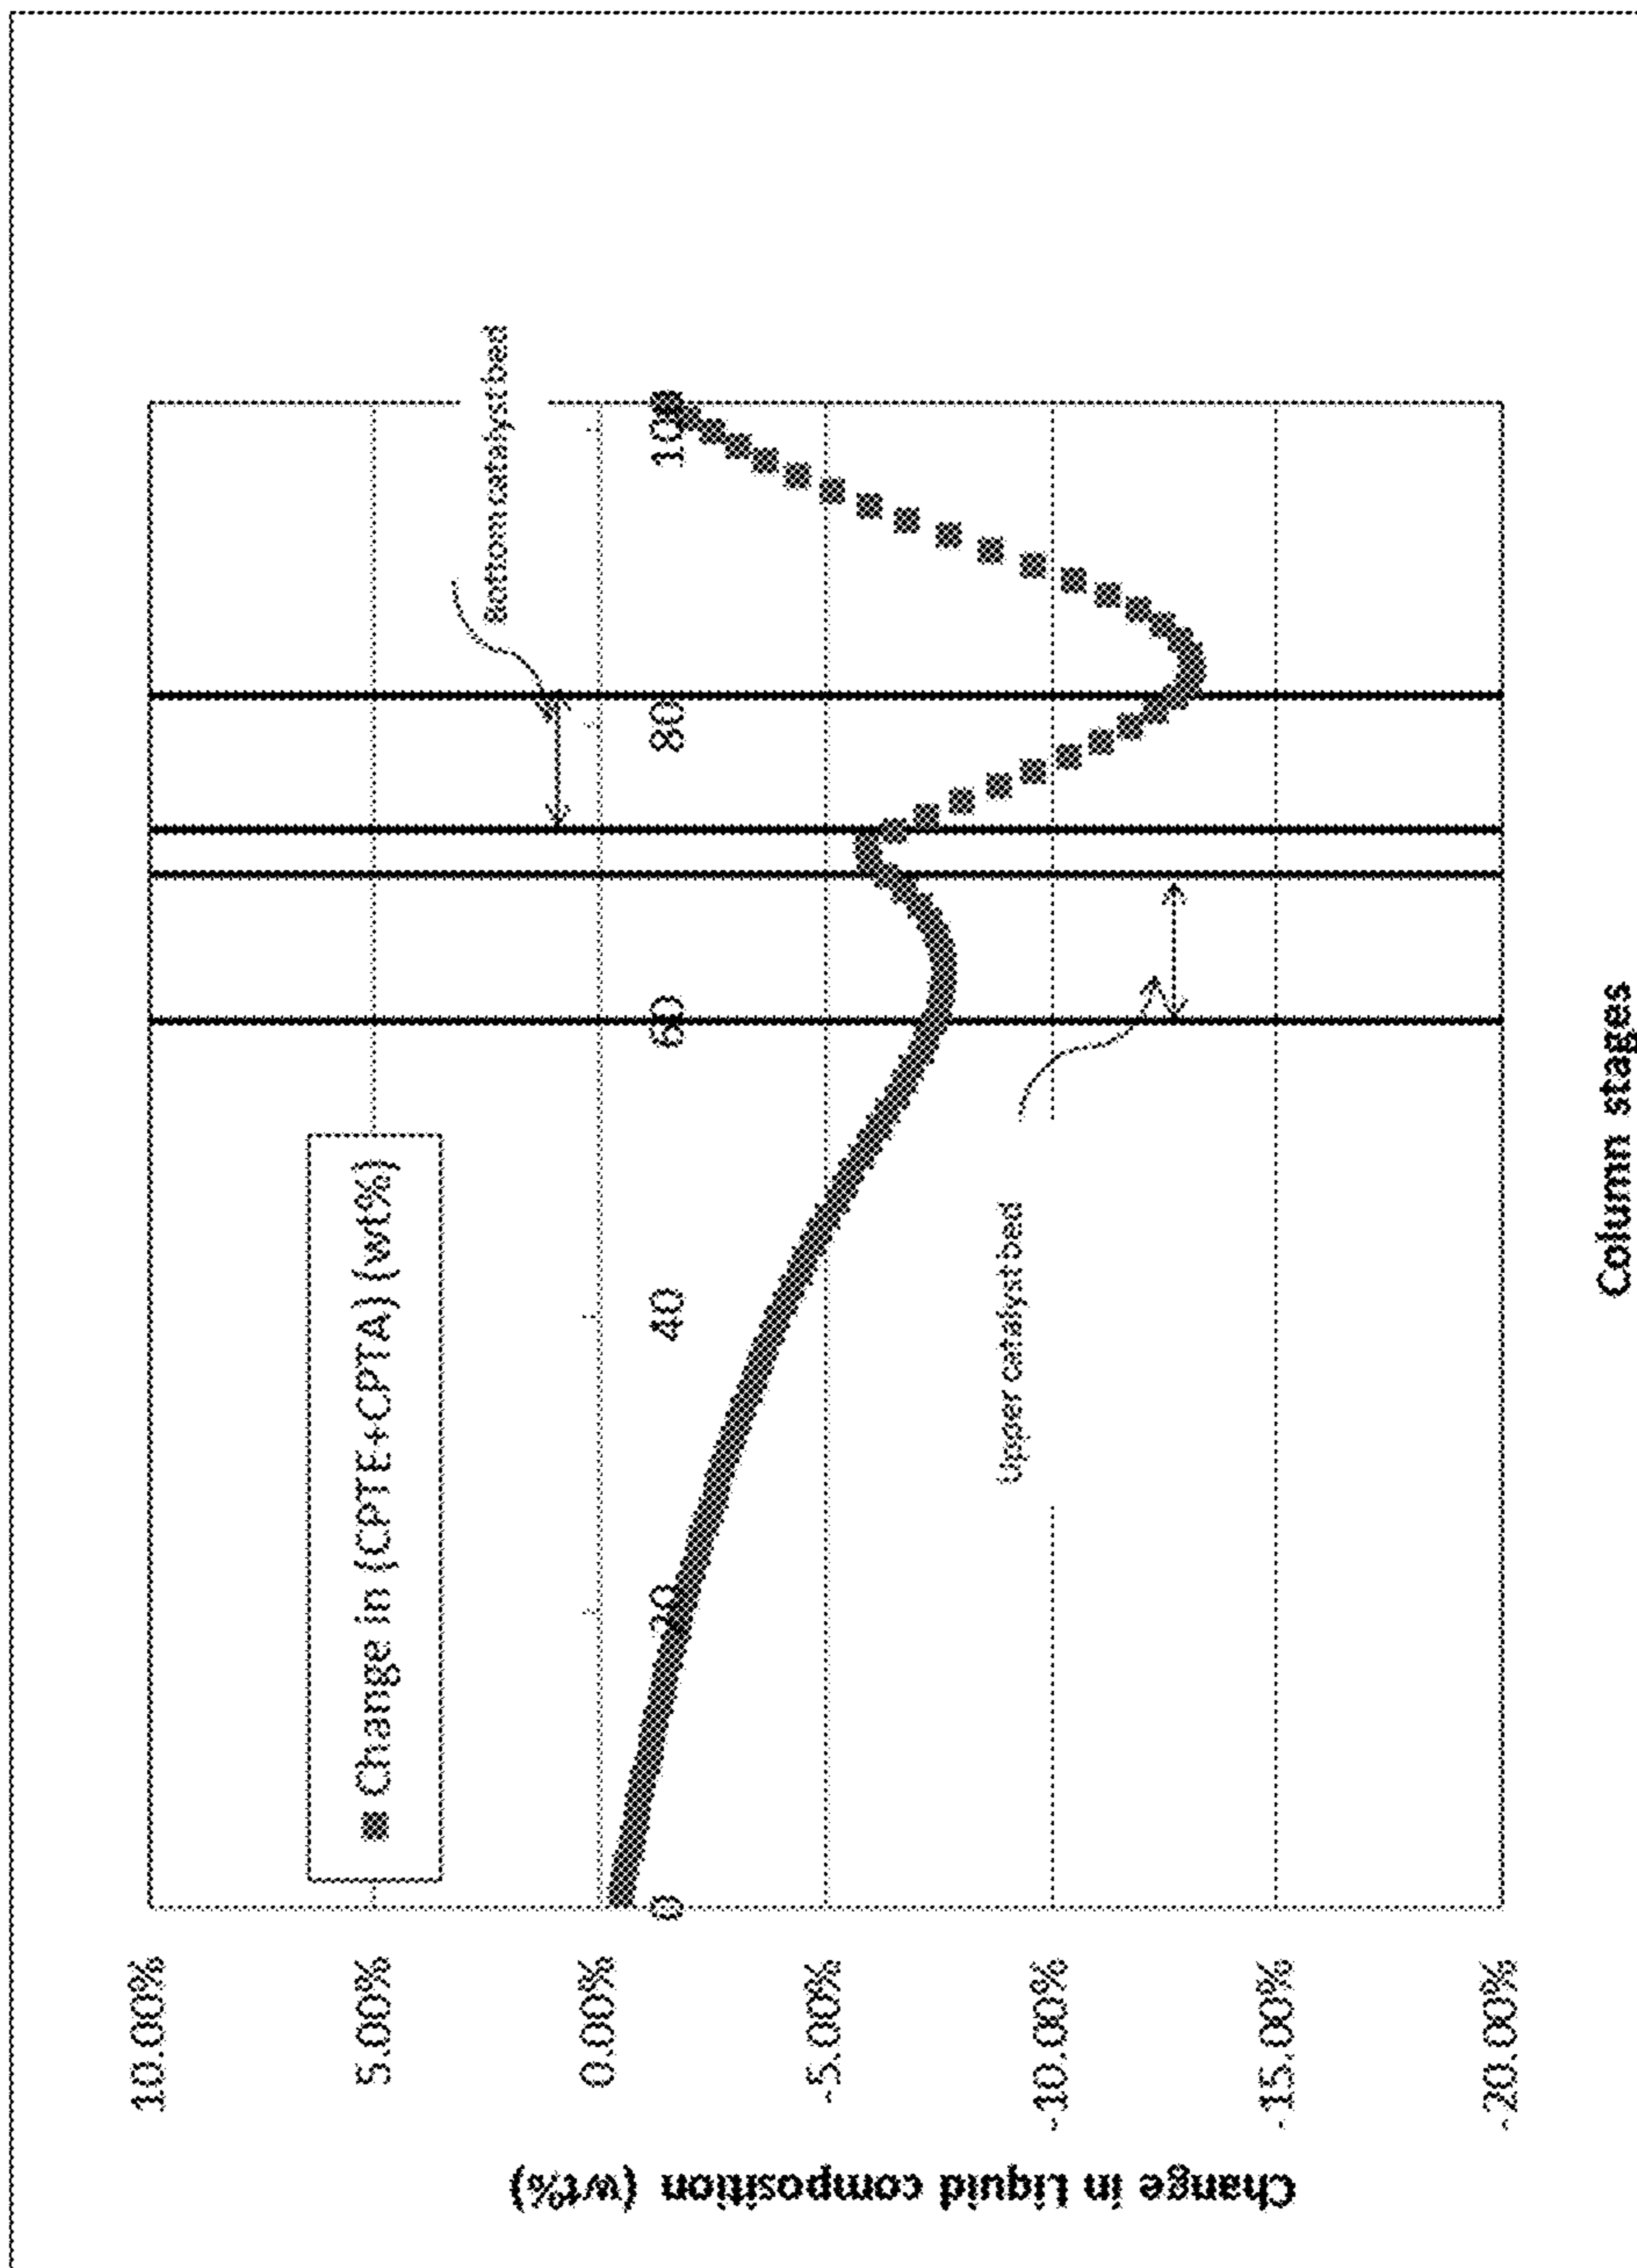 Change in Liquid composition (wt%)
10.00%
5.00%
0.00%
-5.00%
-10.00%
-15.00%
-20.00%
Change in (CPTE+CPTA) (wt%)
Bottom catalyst bed
0
20
40
60
80
100
Upper catalyst bed
Column stages